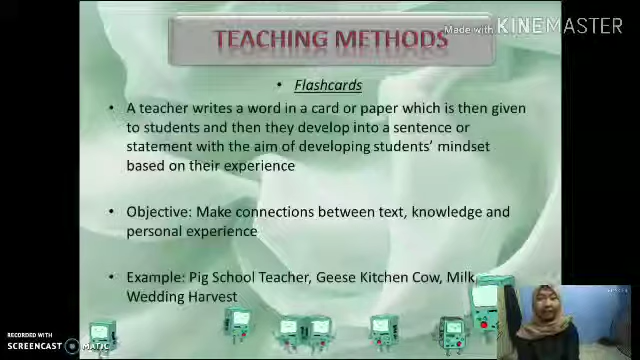 Made with KINEMASTER
TEACHING METHODS
• Flashcards
• A teacher writes a word in a card or paper which is then given
to students and then they develop into a sentence or
statement with the aim of developing students' mindset
based on their experience
• Objective: Make connections between text, knowledge and
personal experience
• Example: Pig School Teacher, Geese Kitchen Cow, Milk
Wedding Harvest
RECORDED WITH
SCREENCAST MATIC